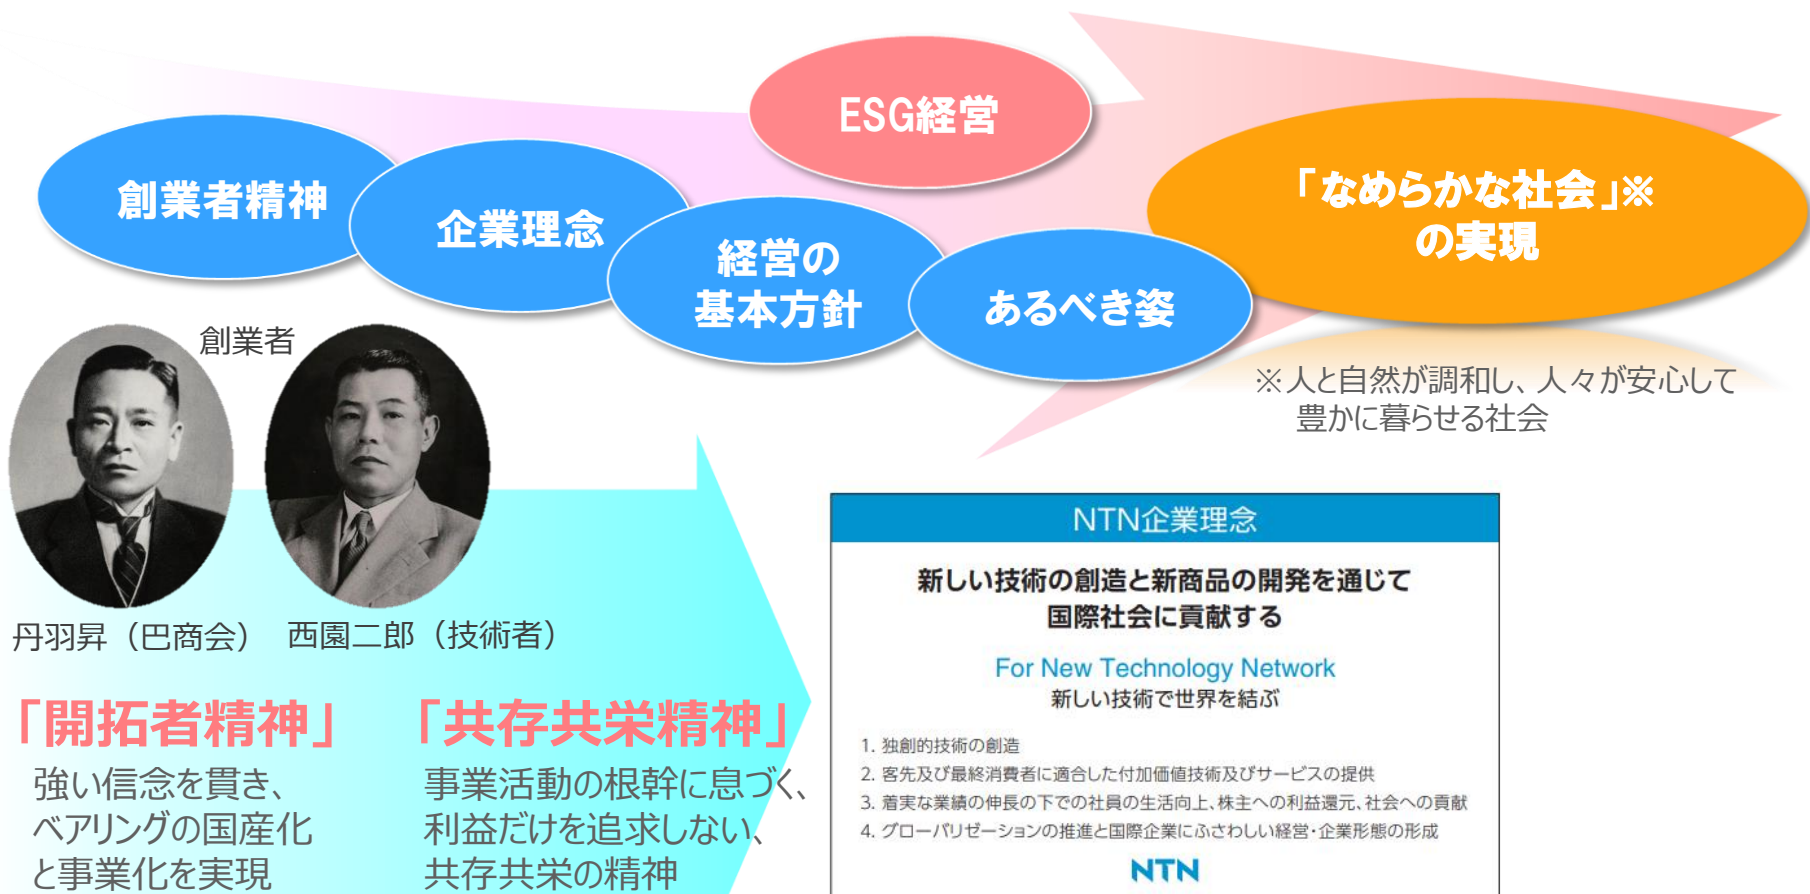 ESG経営
創業者精神
企業理念
経営の
基本方針
あるべき姿
「なめらかな社会」※
の実現
※人と自然が調和し、人々が安心して
豊かに暮らせる社会
創業者
丹羽昇（巴商会）
西園二郎（技術者）
「開拓者精神」
強い信念を貫き、
ベアリングの国産化
と事業化を実現
「共存共栄精神」
事業活動の根幹に息づく、
利益だけを追求しない、
共存共栄の精神
NTN企業理念
新しい技術の創造と新商品の開発を通じて
国際社会に貢献する
For New Technology Network
新しい技術で世界を結ぶ
1. 独創的技術の創造
2. 客先及び最終消費者に適合した付加価値技術及びサービスの提供
3. 着実な業績の伸長の下での社員の生活向上、株主への利益還元、社会への貢献
4. グローバリゼーションの推進と国際企業にふさわしい経営・企業形態の形成
NTN